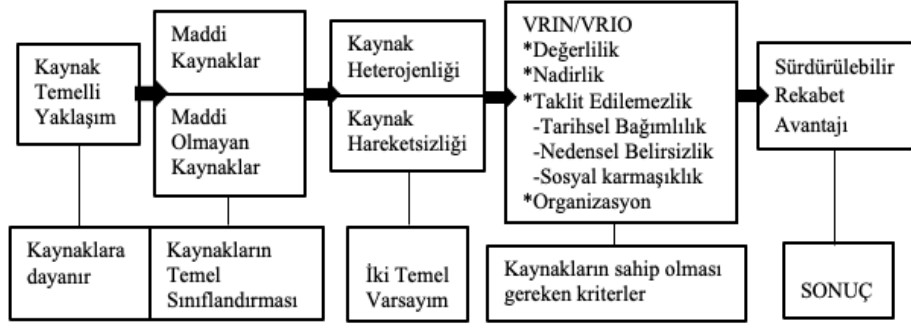 Kaynak
Temelli
Yaklaşım
Maddi
Kaynaklar
Maddi
Olmayan
Kaynaklar
Kaynak
Heterojenliği
Kaynak
Hareketsizliği
VRIN/VRIO
*Değerlilik
*Nadirlik
*Taklit Edilemezlik
-Tarihsel Bağımlılık
-Nedensel Belirsizlik
-Sosyal karmaşıklık
*Organizasyon
Sürdürülebilir
Rekabet
Avantajı
Kaynaklara
dayanır
Kaynakların
Temel
Sınıflandırması
İki Temel
Varsayım
Kaynakların sahip olması
gereken kriterler
SONUÇ